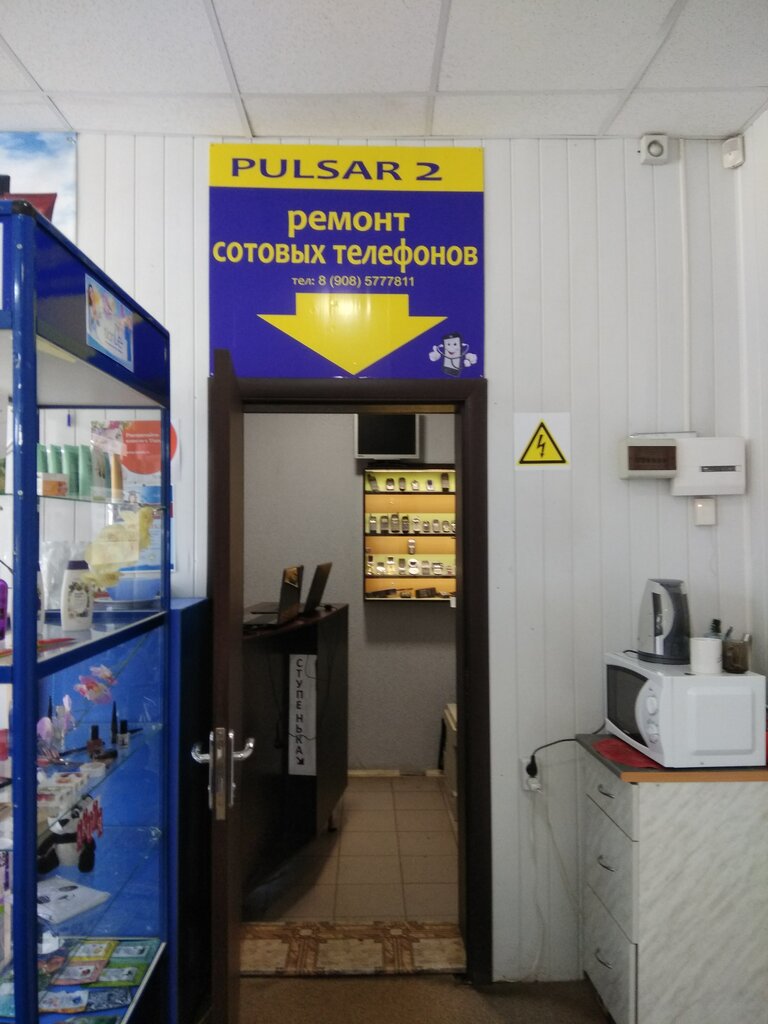 PULSAR 2
ремонт
сотовых телефонов
тел: 8 (908) 5777811
СТУПЕНЬКА